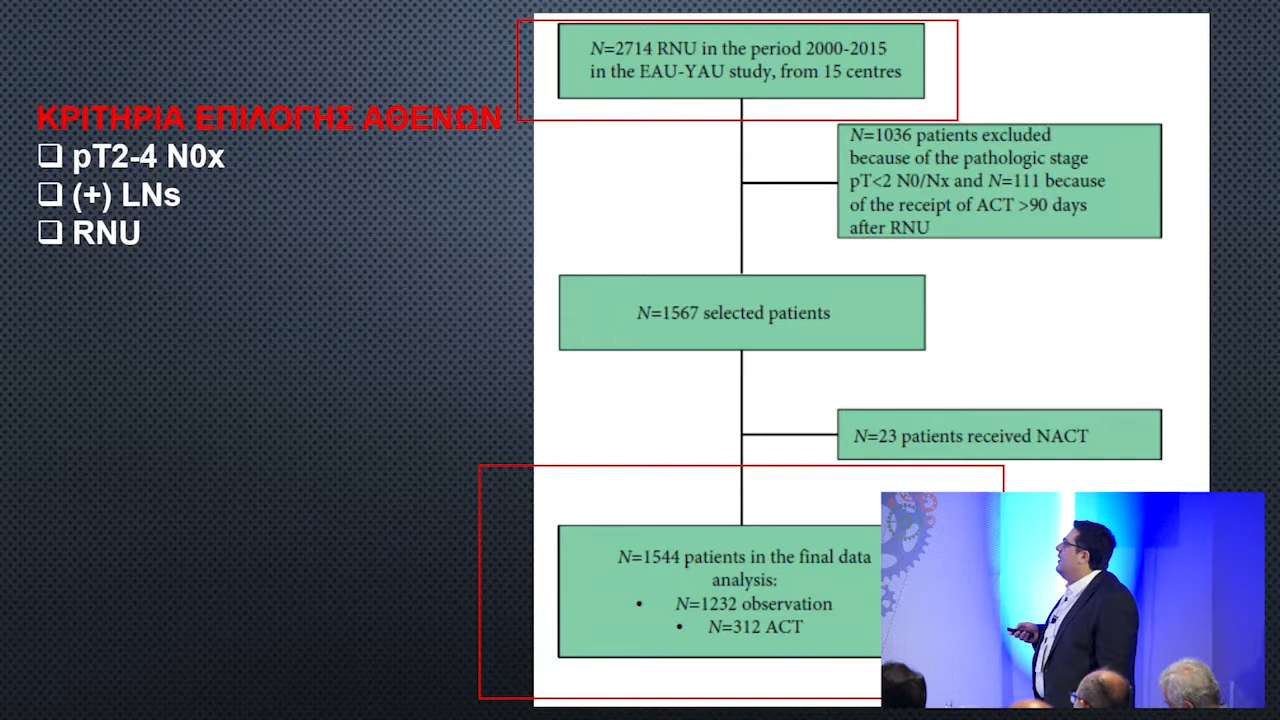 ΚΡΙΤΗΡΙΑ ΕΠΙΛΟΓΗΣ ΑΘΕΝΩΝ
❑ pT2-4 N0x
❑ (+) LNs
❑ RNU
N=2714 RNU in the period 2000-2015
in the EAU-YAU study, from 15 centres
N=1036 patients excluded
because of the pathologic stage
pT<2 N0/Nx and N=111 because
of the receipt of ACT >90 days
after RNU
N=1567 selected patients
N=23 patients received NACT
N=1544 patients in the final data
analysis:
• N=1232 observation
• N=312 ACT